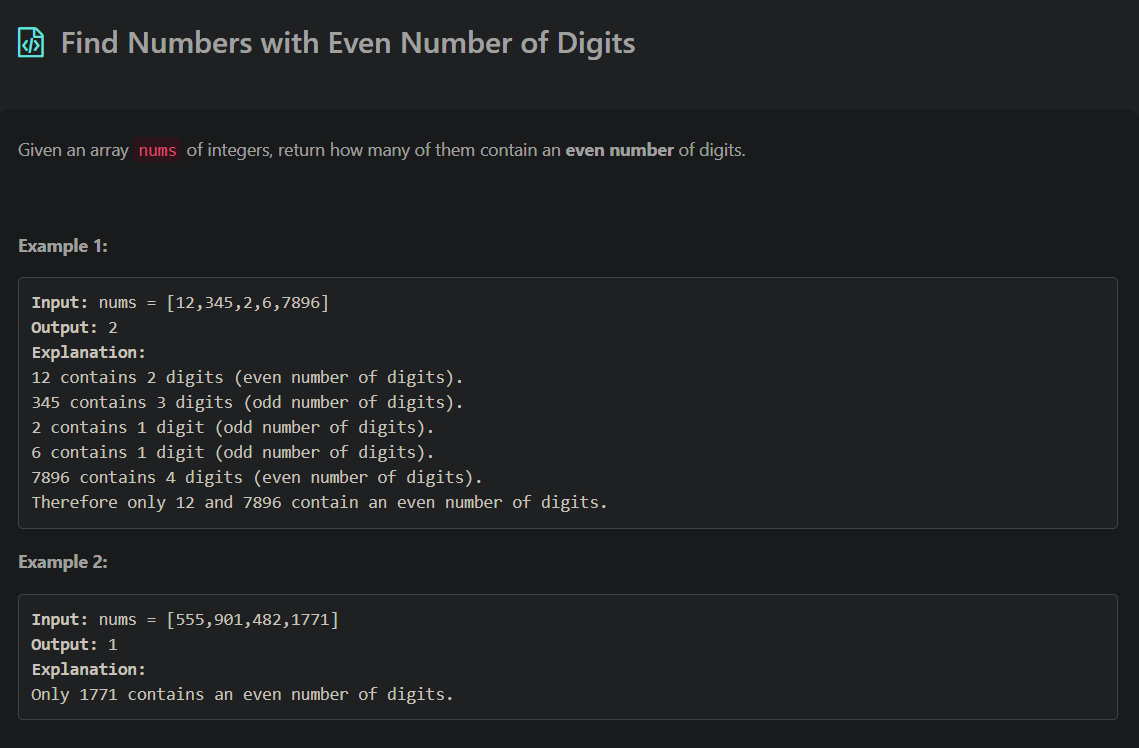 Find Numbers with Even Number of Digits
Given an array nums of integers, return how many of them contain an even number of digits.
Example 1:
Input: nums = [12,345,2,6,7896]
Output: 2
Explanation:
12 contains 2 digits (even number of digits).
345 contains 3 digits (odd number of digits).
2 contains 1 digit (odd number of digits).
6 contains 1 digit (odd number of digits).
7896 contains 4 digits (even number of digits).
Therefore only 12 and 7896 contain an even number of digits.
Example 2:
Input: nums = [555,901,482,1771]
Output: 1
Explanation:
Only 1771 contains an even number of digits.